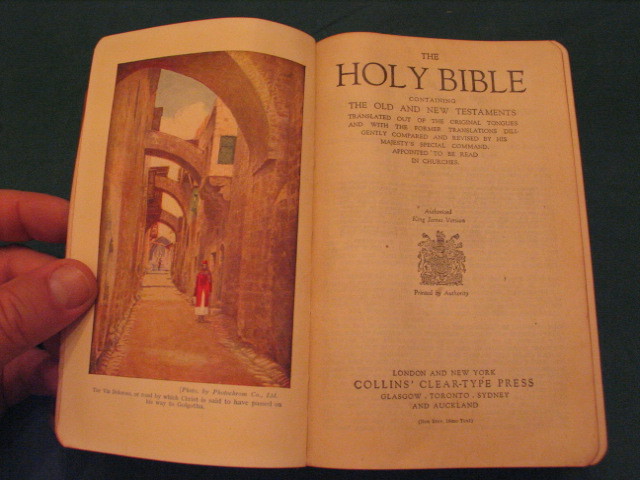 (Photo. by Photochrom Co., Ltd.
The Via Dolorosa, or road by which Christ is said to have passed on
His way to Golgotha.
THE
HOLY BIBLE
CONTAINING
THE OLD AND NEW TESTAMENTS
TRANSLATED OUT OF THE ORIGINAL TONGUES
AND WITH THE FORMER TRANSLATIONS DILI-
GENTLY COMPARED AND REVISED BY HIS
MAJESTY'S SPECIAL COMMAND.
APPOINTED TO BE READ
IN CHURCHES
Authorized
King James Version
Printed by Authority
LONDON AND NEW YORK
COLLINS' CLEAR-TYPE PRESS
GLASGOW . TORONTO . SYDNEY
AND AUCKLAND